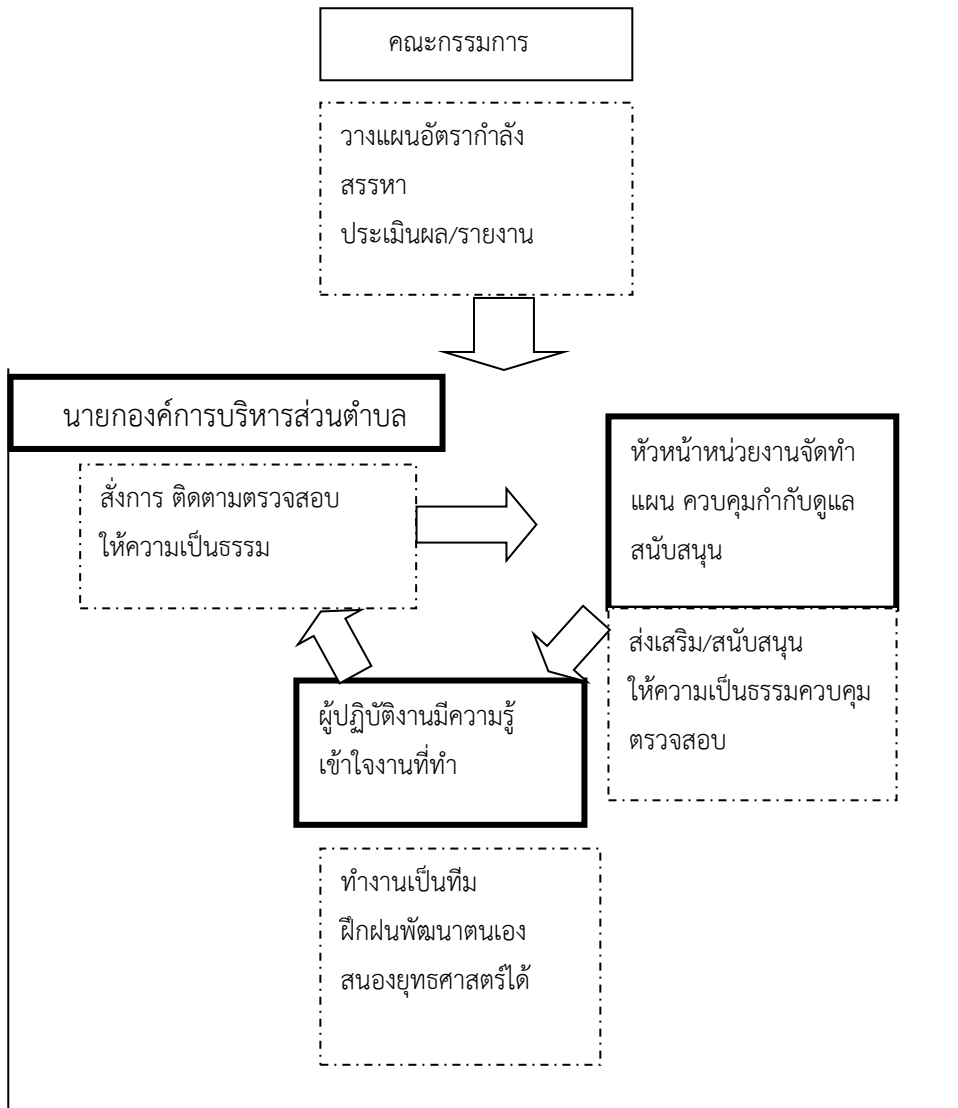 คณะกรรมการ
วางแผนอัตรากำลัง
สรรหา
ประเมินผล/รายงาน
นายกองค์การบริหารส่วนตำบล
สั่งการ ติดตามตรวจสอบ
ให้ความเป็นธรรม
หัวหน้าหน่วยงานจัดทำ
แผน ควบคุมกำกับดูแล
สนับสนุน
ส่งเสริม/สนับสนุน
ให้ความเป็นธรรมควบคุม
ตรวจสอบ
ผู้ปฏิบัติงานมีความรู้
เข้าใจงานที่ทำ
ทำงานเป็นทีม
ฝึกฝนพัฒนาตนเอง
สนองยุทธศาสตร์ได้